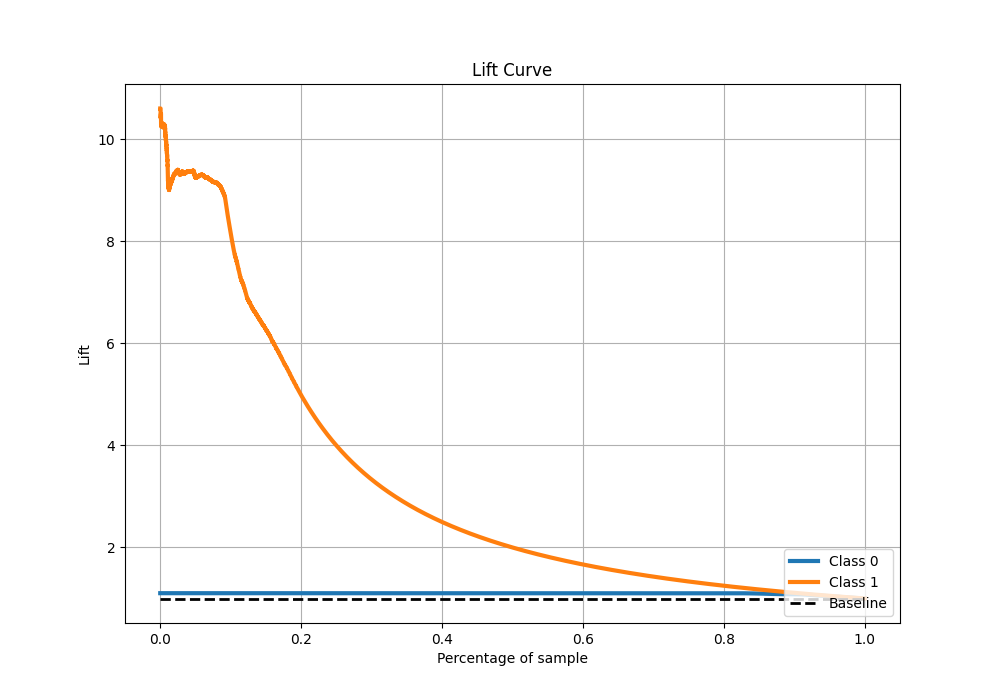 Lift Curve
10
8
6
4
2
Lift
0.0 0.2 0.4 0.6 0.8 1.0
Percentage of sample
Class 0
Class 1
Baseline